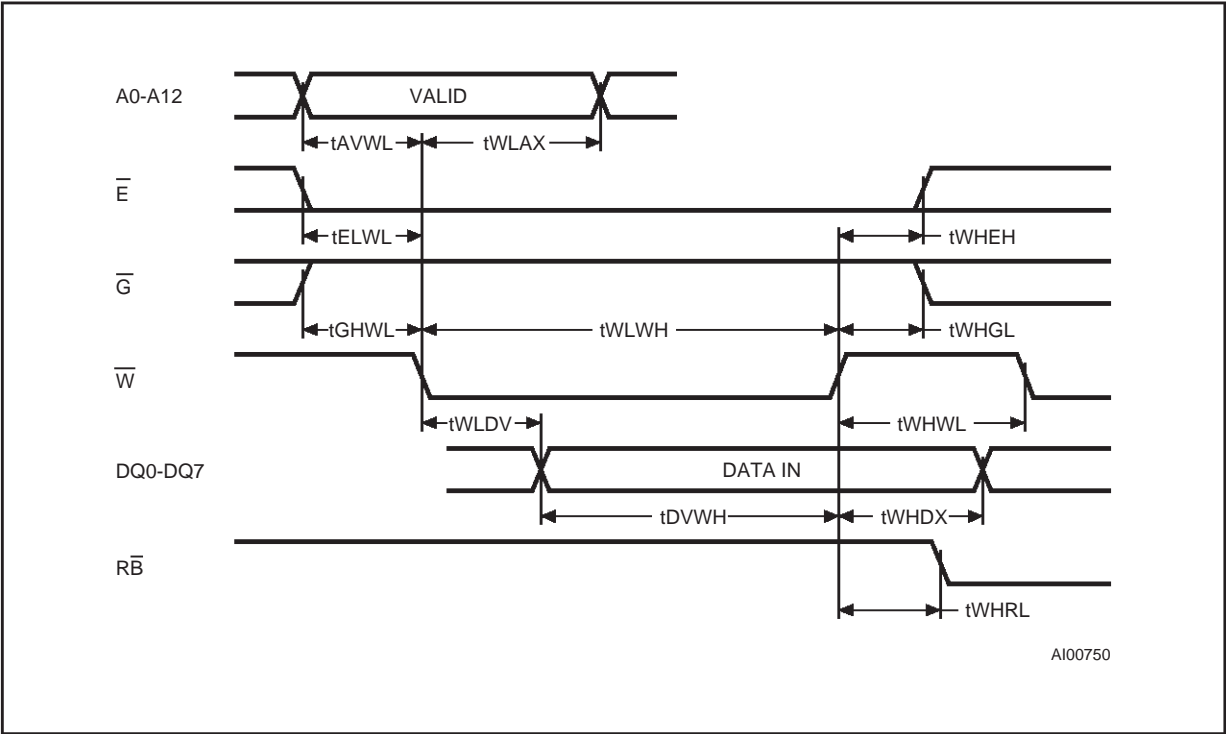 A0-A12 VALID
tAVWL tWLAX
E̅
tELWL tWHEH
G̅
tGHWL tWLWH tWHGL
W̅
tWLDV tWHWL
DQ0-DQ7 DATA IN
tDVWH tWHDX
RB̅
tWHRL
AI00750